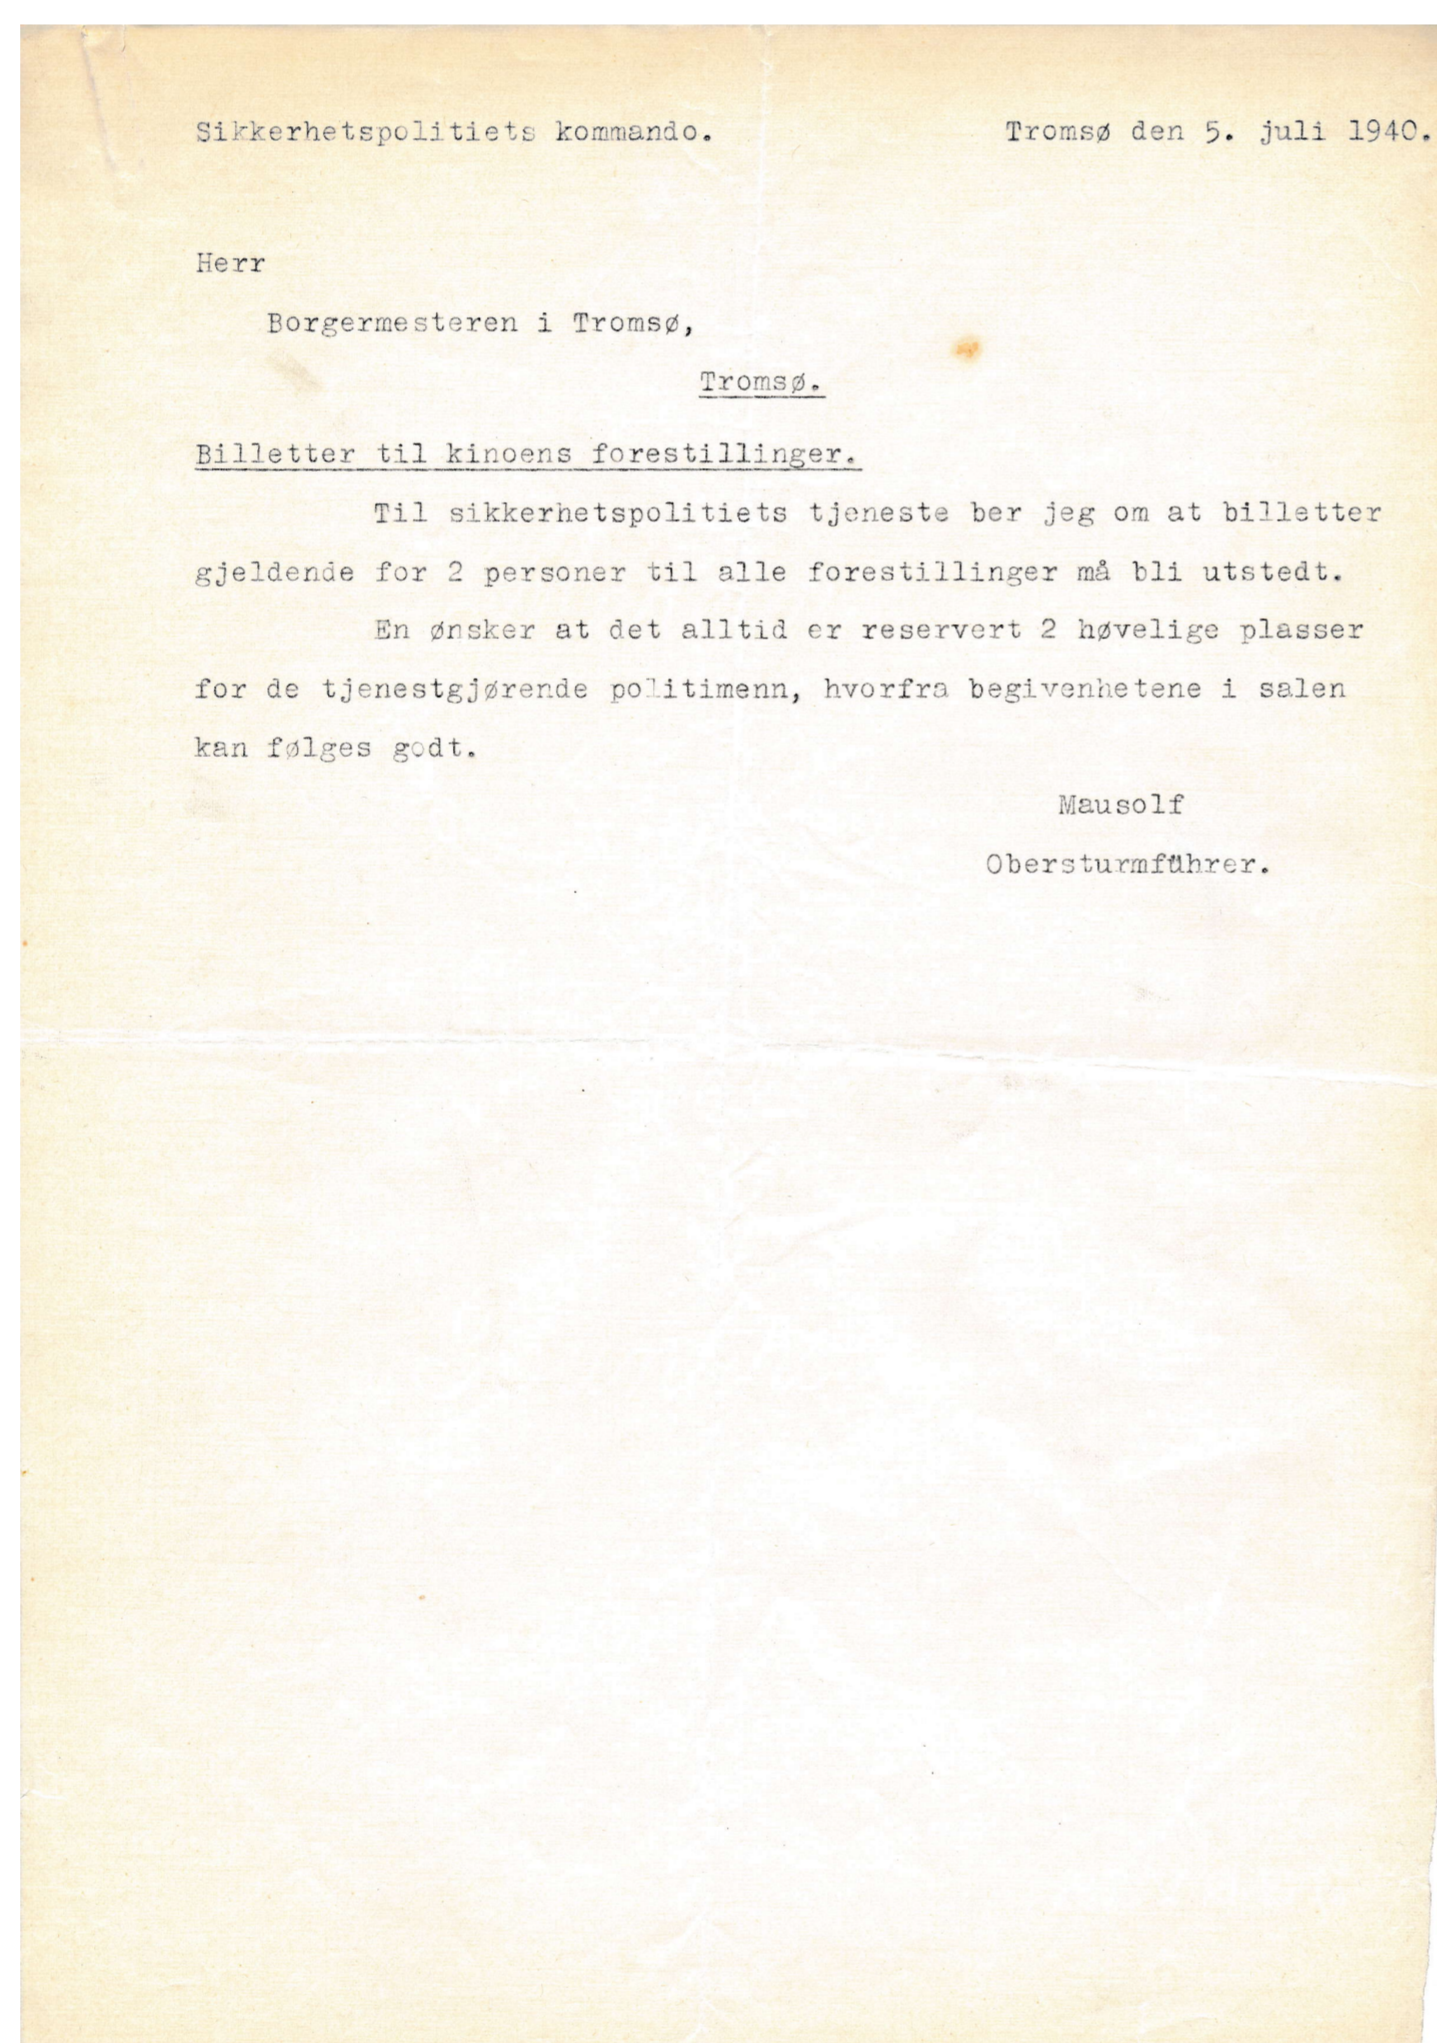 Sikkerhetspolitiets kommando. Tromsø den 5. juli 1940.
Herr
Borgermesteren i Tromsø,
Tromsø.
Billetter til kinoens forestillinger.
Til sikkerhetspolitiets tjeneste ber jeg om at billetter
gjeldende for 2 personer til alle forestillinger må bli utstedt.
En ønsker at det alltid er reservert 2 høvelige plasser
for de tjenestgjørende politimenn, hvorfra begivenhetene i salen
kan følges godt.
Mausolf
Obersturmführer.